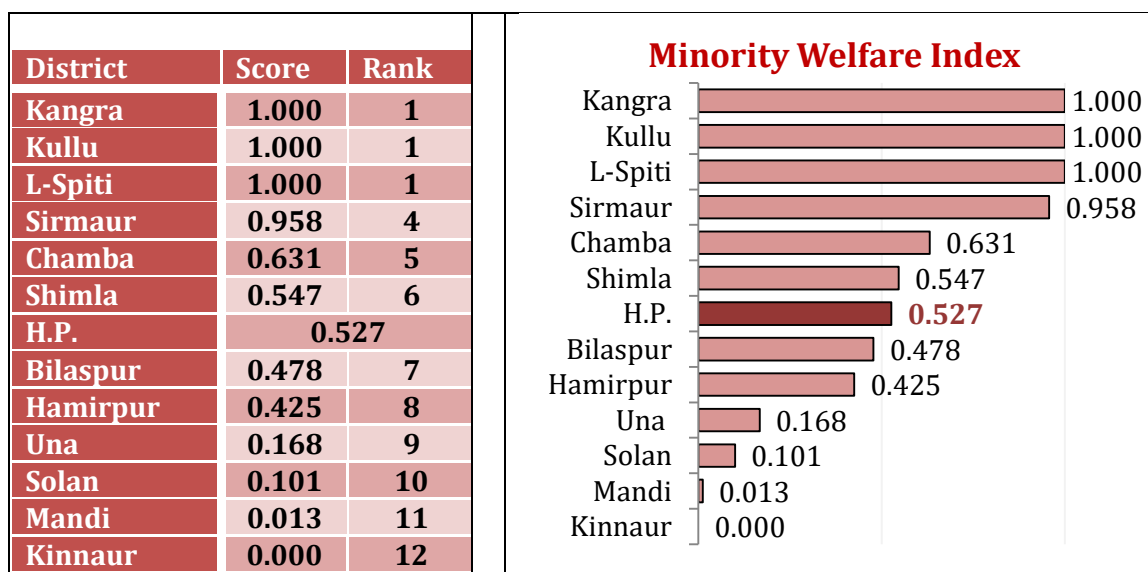 District Score Rank
Kangra 1.000 1
Kullu 1.000 1
L-Spiti 1.000 1
Sirmaur 0.958 4
Chamba 0.631 5
Shimla 0.547 6
H.P. 0.527
Bilaspur 0.478 7
Hamirpur 0.425 8
Una 0.168 9
Solan 0.101 10
Mandi 0.013 11
Kinnaur 0.000 12
Minority Welfare Index
Kangra 1.000
Kullu 1.000
L-Spiti 1.000
Sirmaur 0.958
Chamba 0.631
Shimla 0.547
H.P. 0.527
Bilaspur 0.478
Hamirpur 0.425
Una 0.168
Solan 0.101
Mandi 0.013
Kinnaur 0.000